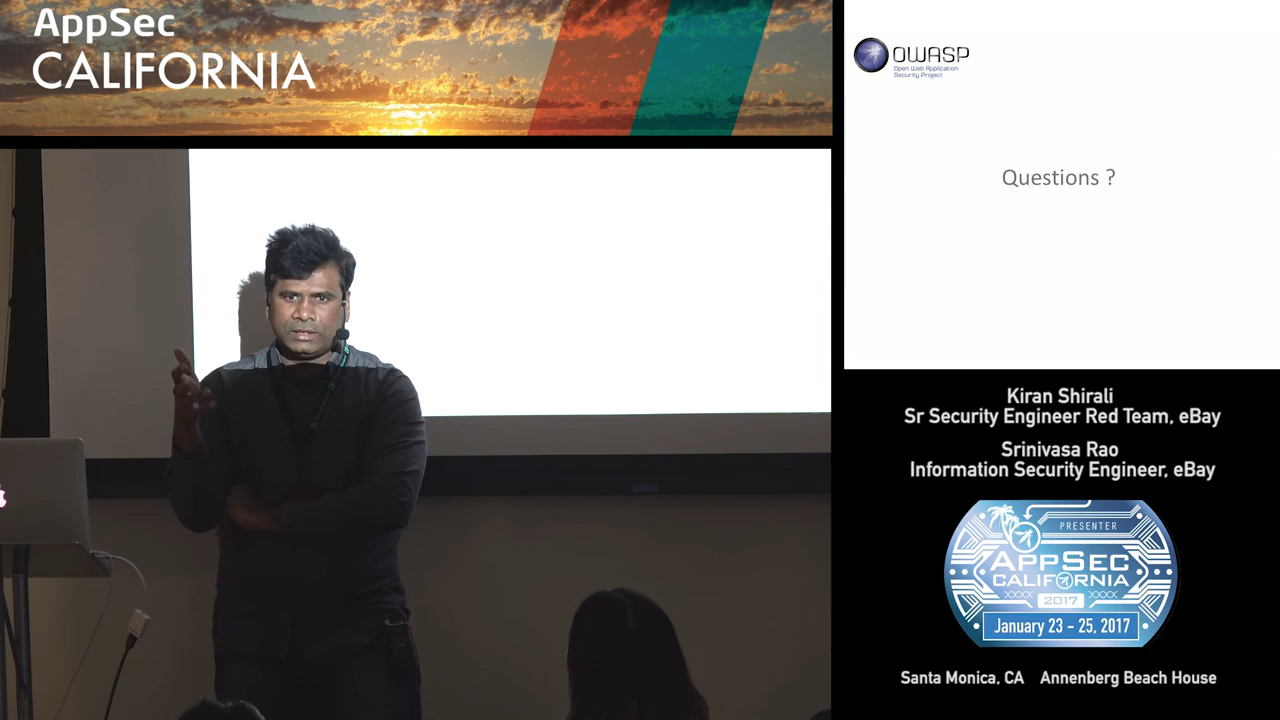 AppSec
CALIFORNIA
OWASP
Open Web Application
Security Project
Questions ?
Kiran Shirali
Sr Security Engineer Red Team, eBay
Srinivasa Rao
Information Security Engineer, eBay
PRESENTER
APPSEC
CALIFORNIA
2017
January 23 - 25, 2017
Santa Monica, CA Annenberg Beach House